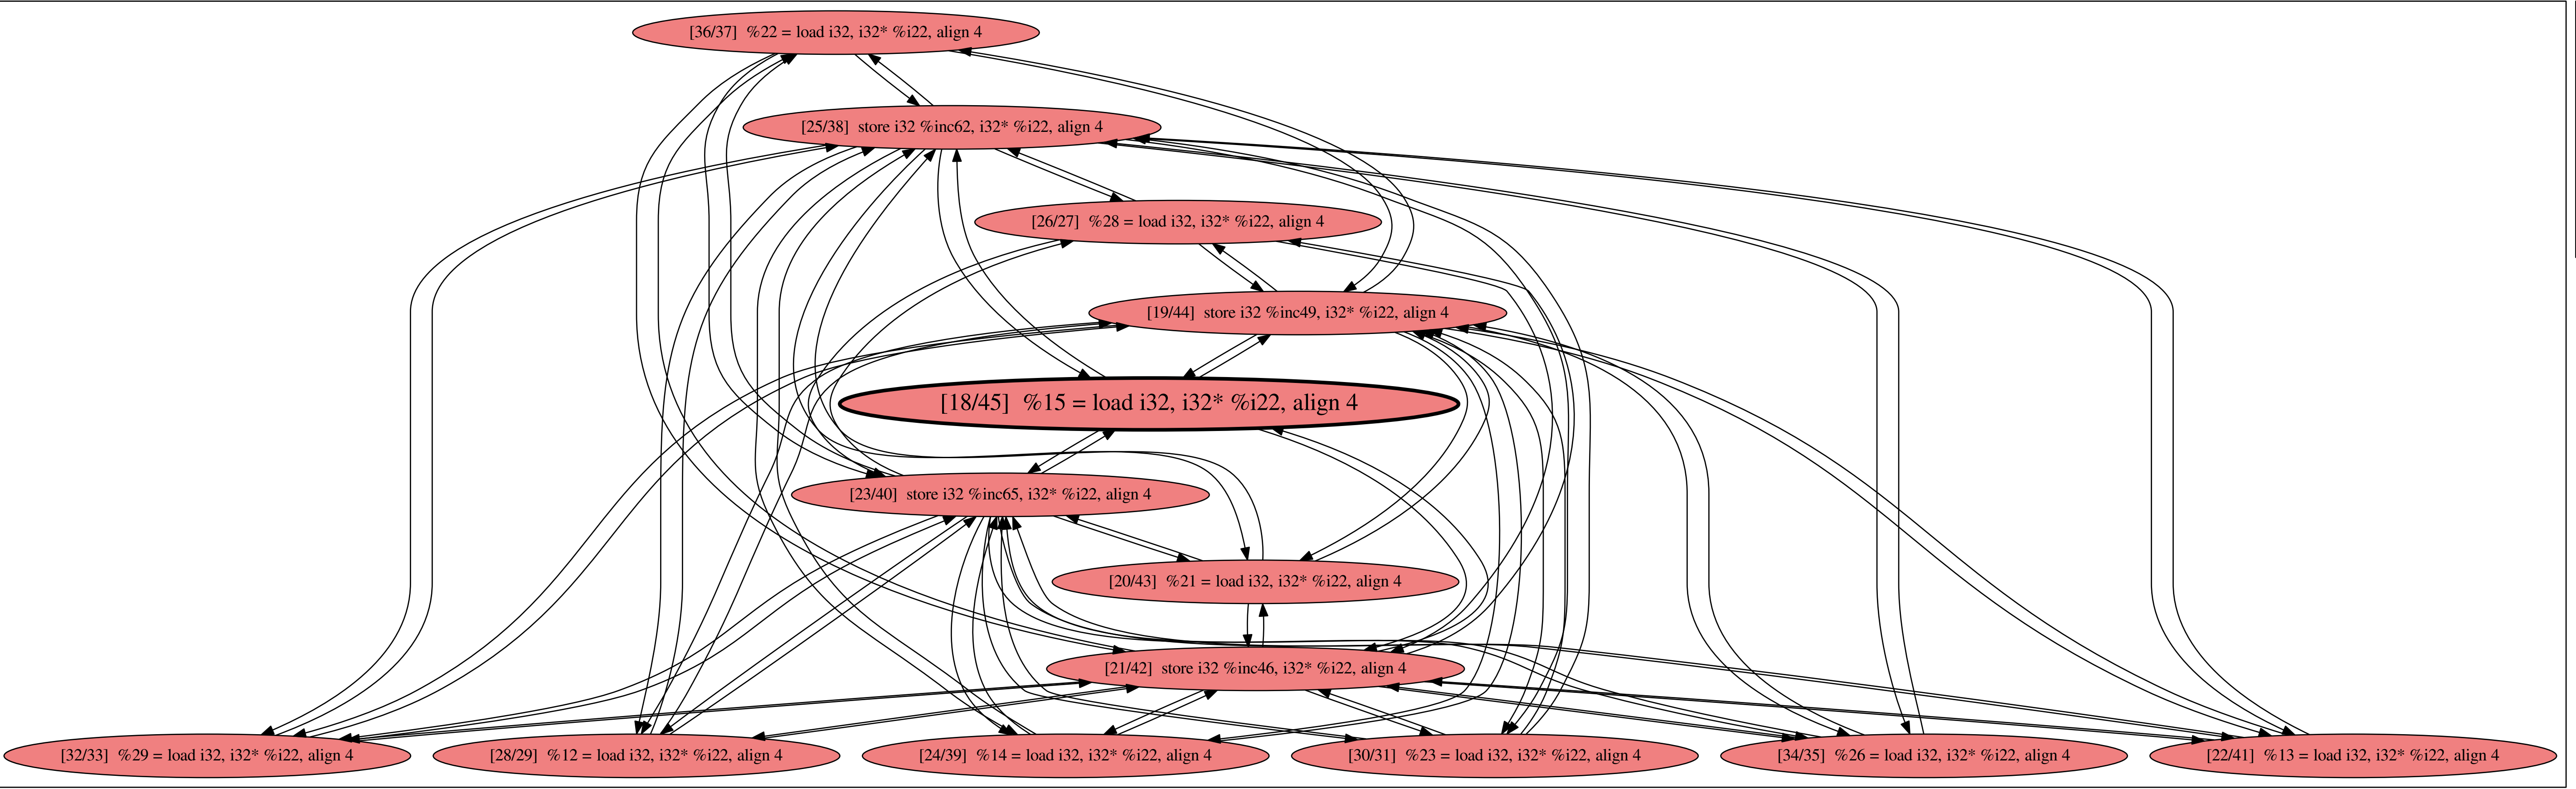 [36/37]  %22 = load i32, i32* %i22, align 4
[25/38]  store i32 %inc62, i32* %i22, align 4
[26/27]  %28 = load i32, i32* %i22, align 4
[19/44]  store i32 %inc49, i32* %i22, align 4
[18/45]  %15 = load i32, i32* %i22, align 4
[23/40]  store i32 %inc65, i32* %i22, align 4
[20/43]  %21 = load i32, i32* %i22, align 4
[21/42]  store i32 %inc46, i32* %i22, align 4
[32/33]  %29 = load i32, i32* %i22, align 4
[28/29]  %12 = load i32, i32* %i22, align 4
[24/39]  %14 = load i32, i32* %i22, align 4
[30/31]  %23 = load i32, i32* %i22, align 4
[34/35]  %26 = load i32, i32* %i22, align 4
[22/41]  %13 = load i32, i32* %i22, align 4